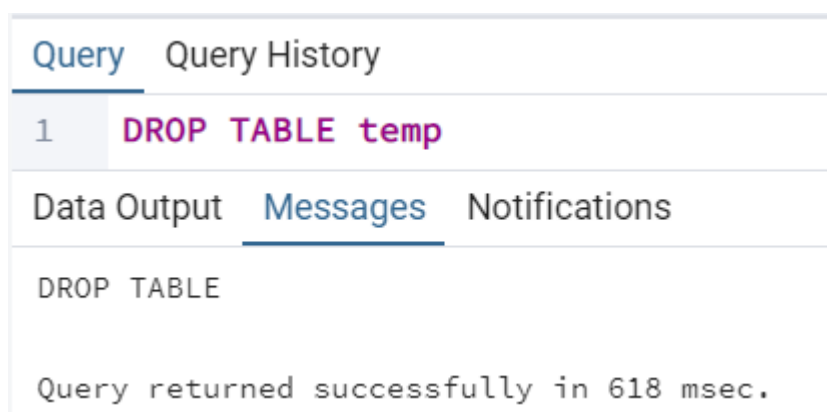 Query Query History
1 DROP TABLE temp
Data Output Messages Notifications
DROP TABLE
Query returned successfully in 618 msec.